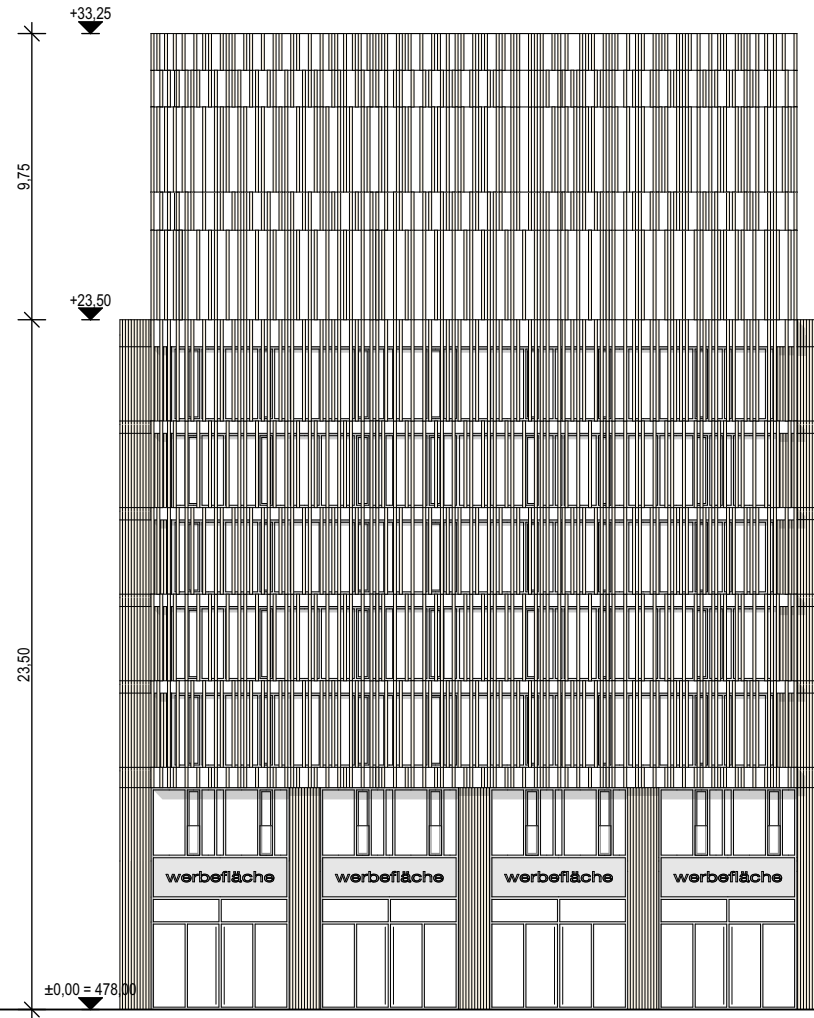 +33,25
9,75
+23,50
23,50
±0,00 = 478,00
werbefläche werbefläche werbefläche werbefläche